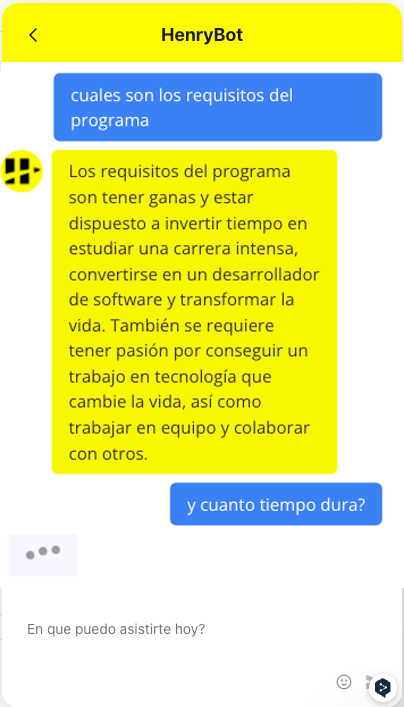 HenryBot
cuales son los requisitos del
programa
Los requisitos del programa
son tener ganas y estar
dispuesto a invertir tiempo en
estudiar una carrera intensa,
convertirse en un desarrollador
de software y transformar la
vida. También se requiere
tener pasión por conseguir un
trabajo en tecnología que
cambie la vida, así como
trabajar en equipo y colaborar
con otros.
y cuanto tiempo dura?
En que puedo asistirte hoy?